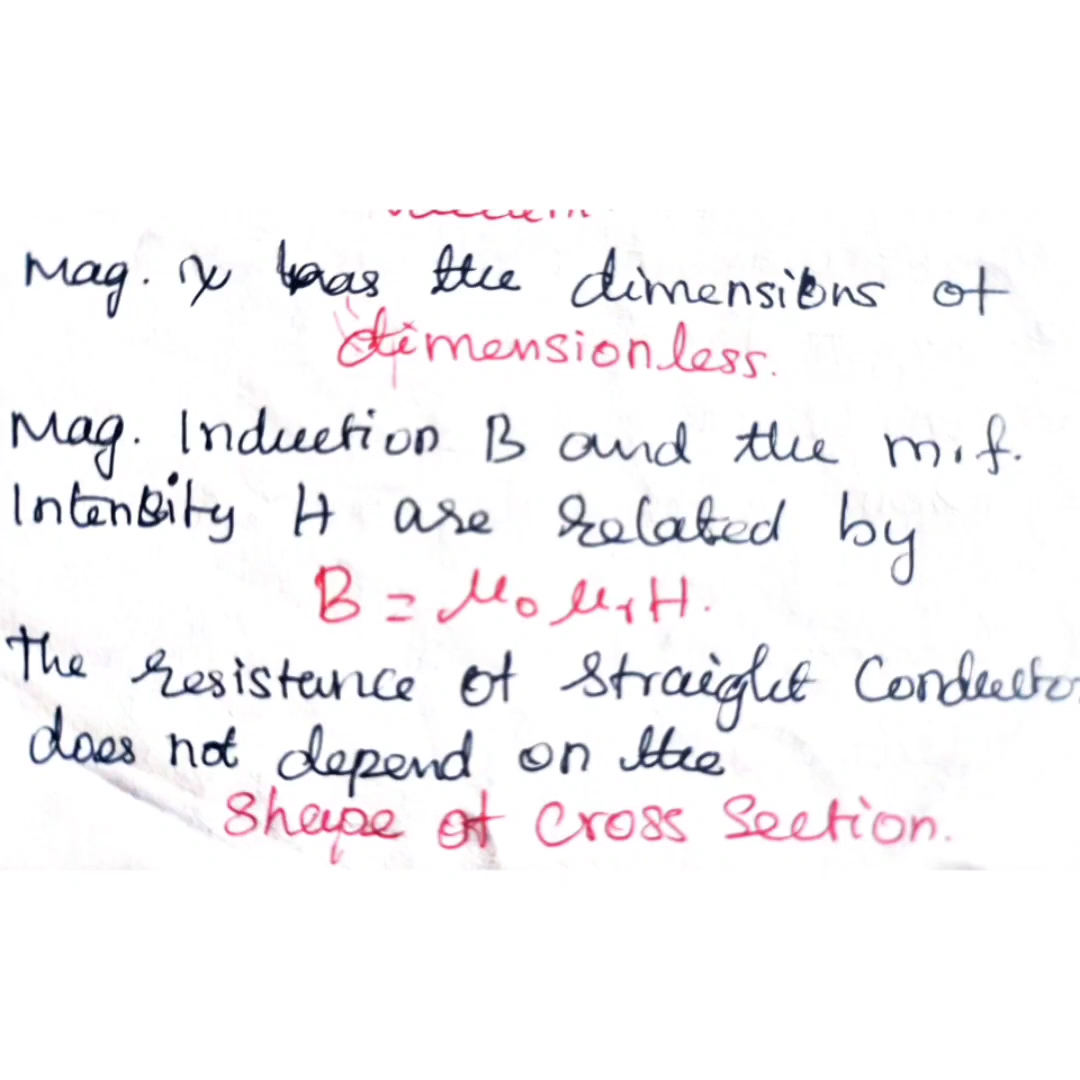 Mag. χ has the dimensions of
dimensionless.
Mag. Induction B and the m.f.
Intensity H are related by
B = μ₀ μᵣ H.
The resistance of straight Conducto
does not depend on the
Shape of Cross Section.